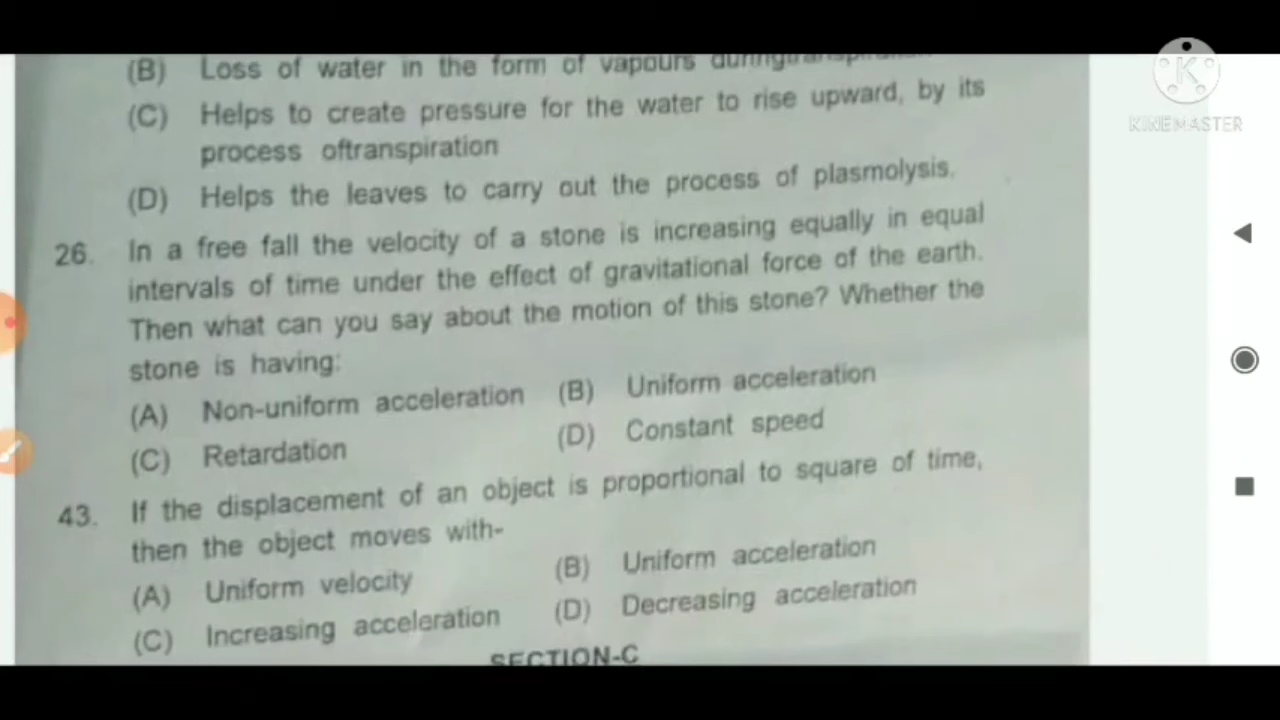 (B) Loss of water in the form of vapours
(C) Helps to create pressure for the water to rise upward, by its
process oftranspiration
(D) Helps the leaves to carry out the process of plasmolysis.
26. In a free fall the velocity of a stone is increasing equally in equal
intervals of time under the effect of gravitational force of the earth.
Then what can you say about the motion of this stone? Whether the
stone is having:
(A) Non-uniform acceleration (B) Uniform acceleration
(C) Retardation (D) Constant speed
43. If the displacement of an object is proportional to square of time,
then the object moves with-
(A) Uniform velocity (B) Uniform acceleration
(C) Increasing acceleration (D) Decreasing acceleration
SECTION-C
K
KINEMASTER